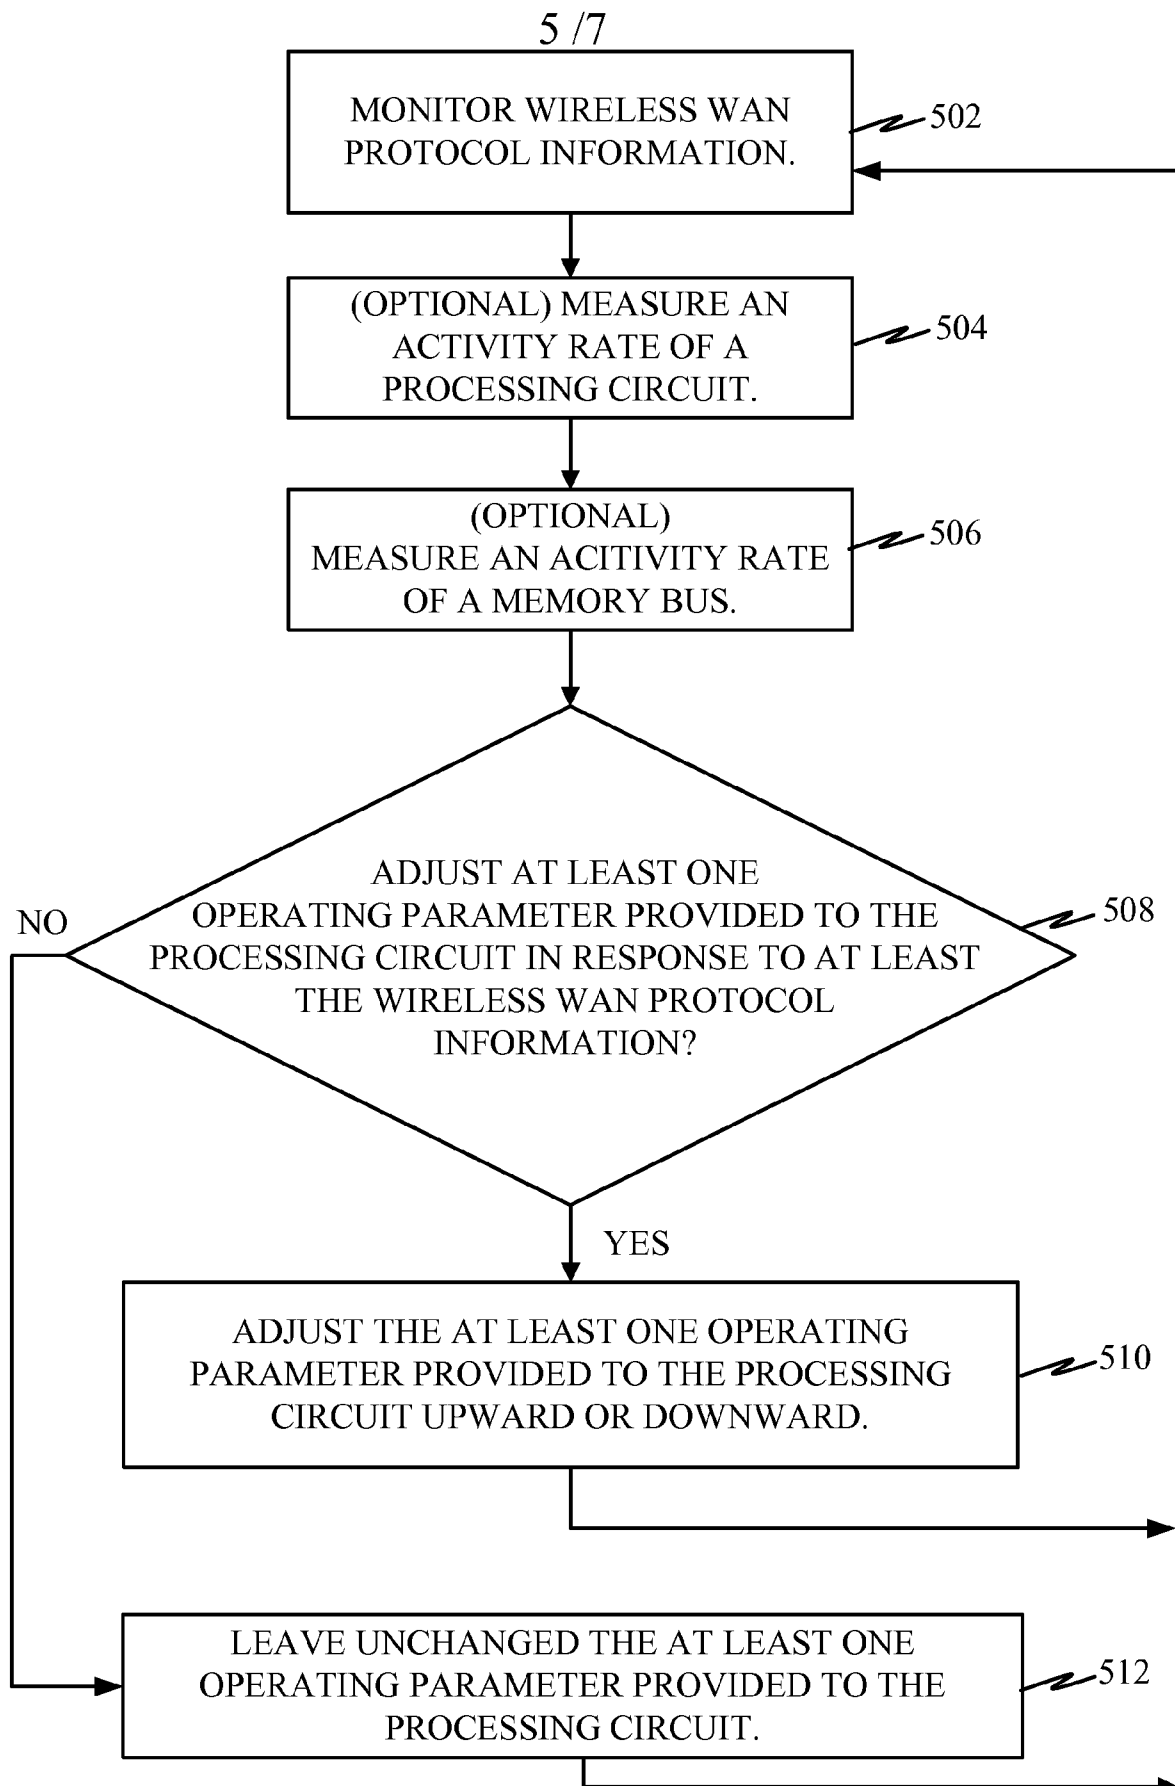 5 /7
MONITOR WIRELESS WAN
PROTOCOL INFORMATION.
502
(OPTIONAL) MEASURE AN
ACTIVITY RATE OF A
PROCESSING CIRCUIT.
504
(OPTIONAL)
MEASURE AN ACITIVITY RATE
OF A MEMORY BUS.
506
ADJUST AT LEAST ONE
OPERATING PARAMETER PROVIDED TO THE
PROCESSING CIRCUIT IN RESPONSE TO AT LEAST
THE WIRELESS WAN PROTOCOL
INFORMATION?
508
NO
YES
ADJUST THE AT LEAST ONE OPERATING
PARAMETER PROVIDED TO THE PROCESSING
CIRCUIT UPWARD OR DOWNWARD.
510
LEAVE UNCHANGED THE AT LEAST ONE
OPERATING PARAMETER PROVIDED TO THE
PROCESSING CIRCUIT.
512